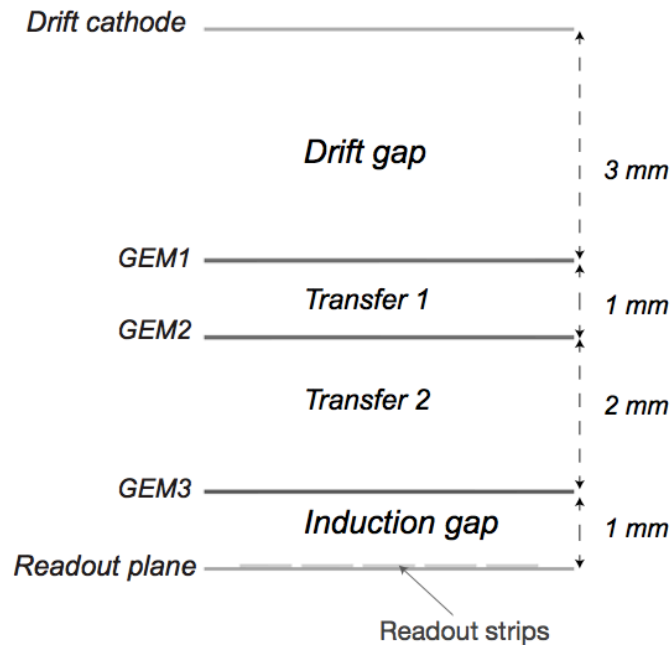 Drift cathode
Drift gap
3 mm
GEM1
Transfer 1
1 mm
GEM2
Transfer 2
2 mm
GEM3
Induction gap
1 mm
Readout plane
Readout strips